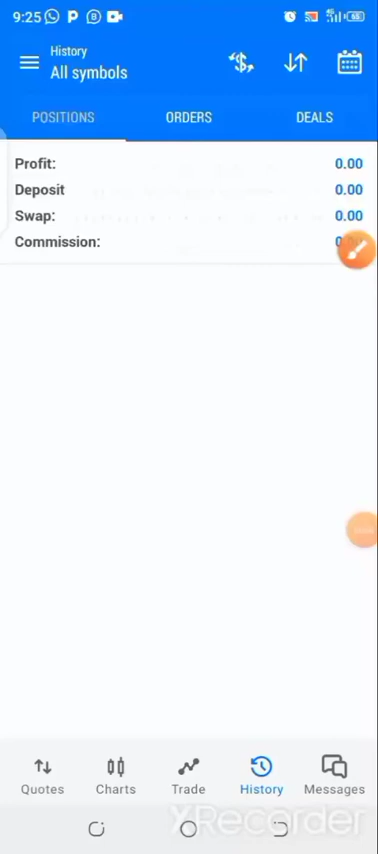 9:25
History
All symbols
POSITIONS
ORDERS
DEALS
Profit: 0.00
Deposit 0.00
Swap: 0.00
Commission:
Quotes
Charts
Trade
History
Messages
XRecorder